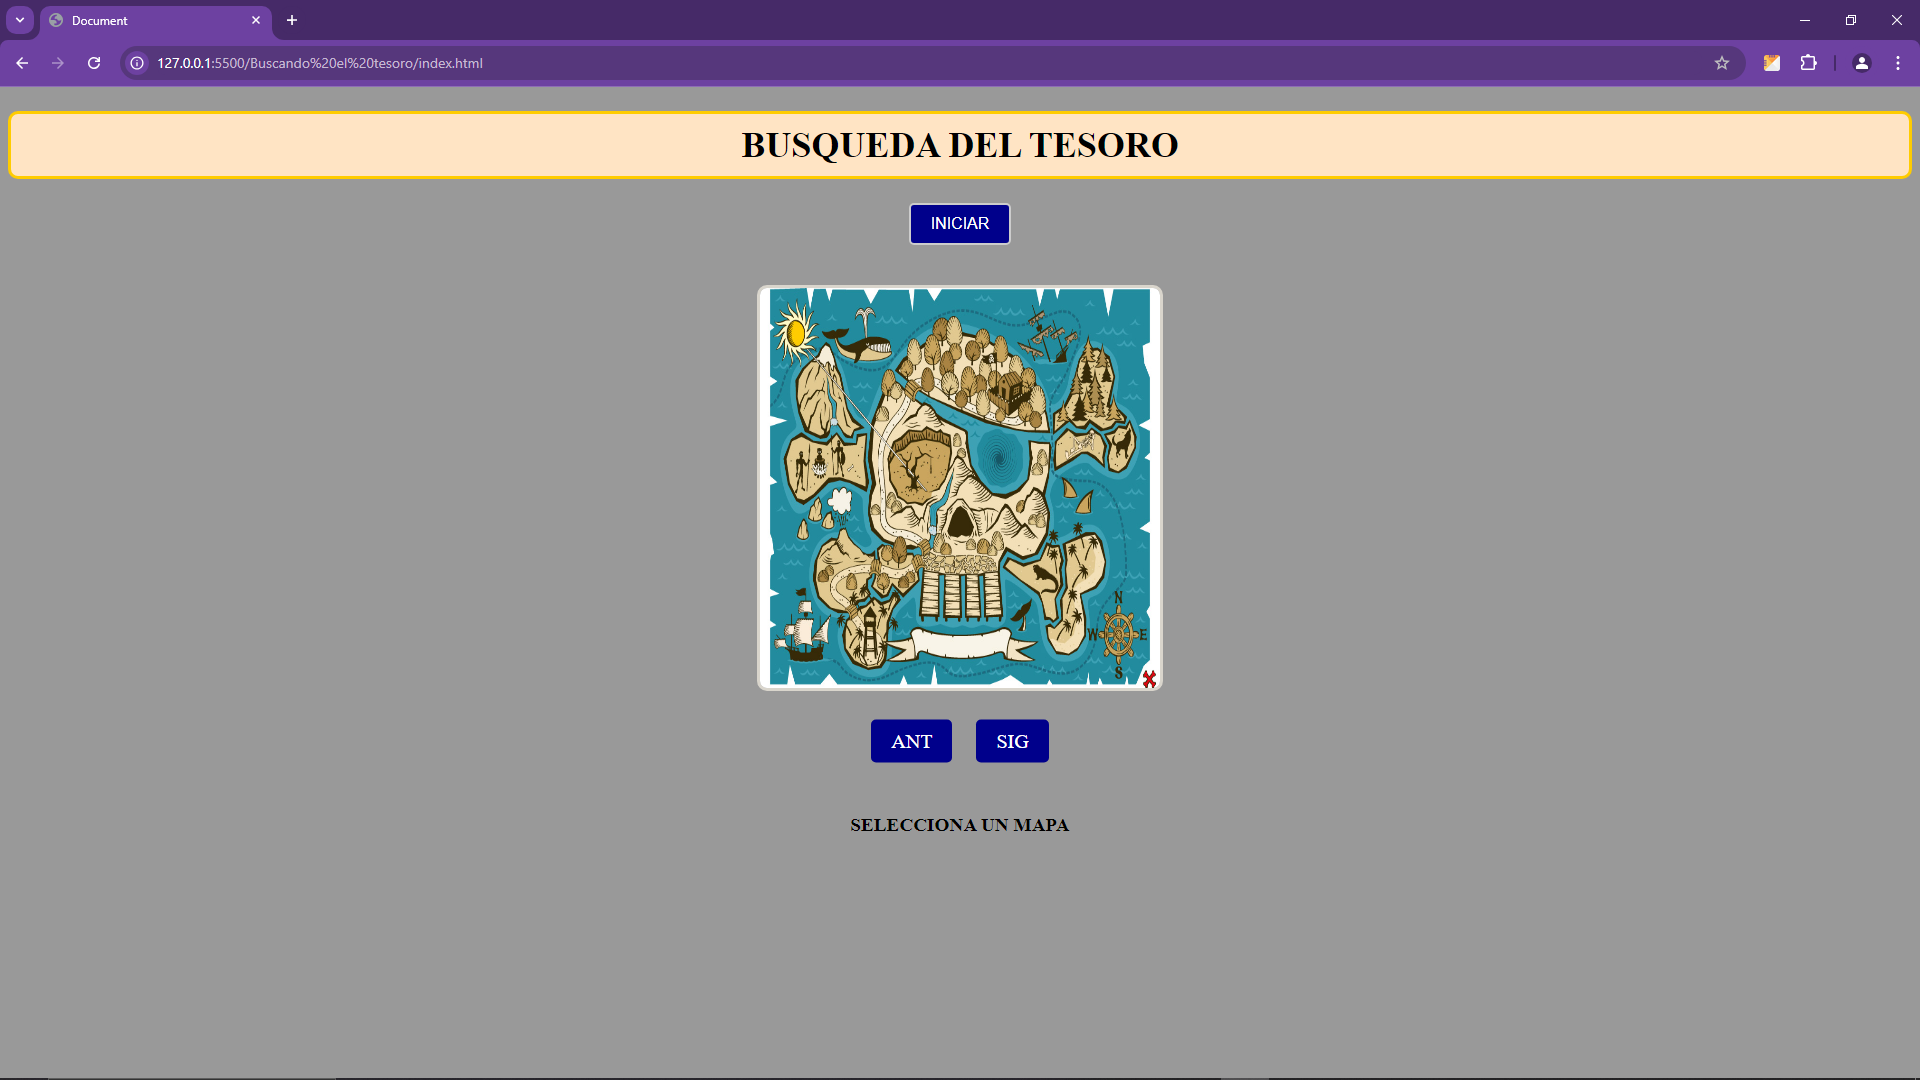 Document
127.0.0.1:5500/Buscando%20el%20tesoro/index.html
BUSQUEDA DEL TESORO
INICIAR
N
W E
S
ANT SIG
SELECCIONA UN MAPA